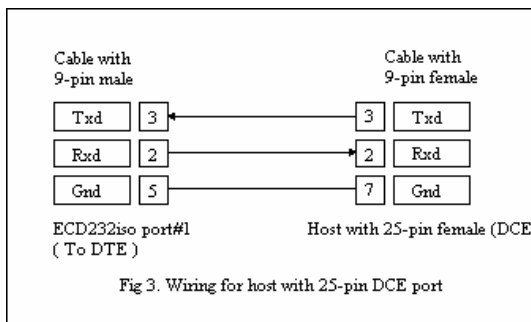 Cable with
9-pin male
Cable with
9-pin female
Txd 3 3 Txd
Rxd 2 2 Rxd
Gnd 5 7 Gnd
ECD232iso port#1
( To DTE )
Host with 25-pin female (DCE
Fig 3. Wiring for host with 25-pin DCE port